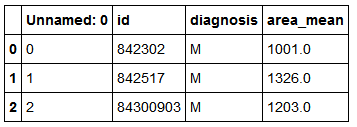 Unnamed: 0 id diagnosis area_mean
0 0 842302 M 1001.0
1 1 842517 M 1326.0
2 2 84300903 M 1203.0